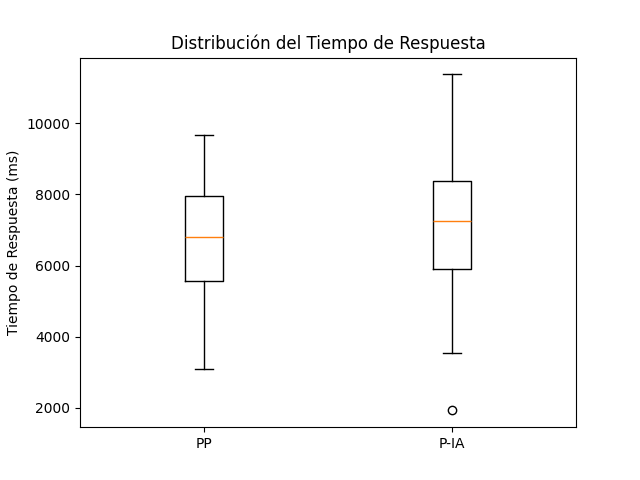 Distribución del Tiempo de Respuesta
Tiempo de Respuesta (ms)
10000
8000
6000
4000
2000
PP
P-IA